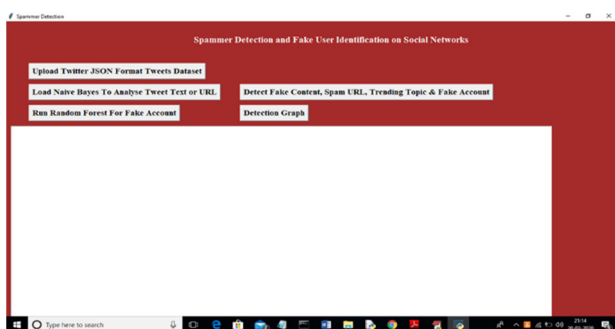 Spammer Detection
Spammer Detection and Fake User Identification on Social Networks
Upload Twitter JSON Format Tweets Dataset
Load Naive Bayes To Analyse Tweet Text or URL
Detect Fake Content, Spam URL, Trending Topic & Fake Account
Run Random Forest For Fake Account
Detection Graph
Type here to search
21:14